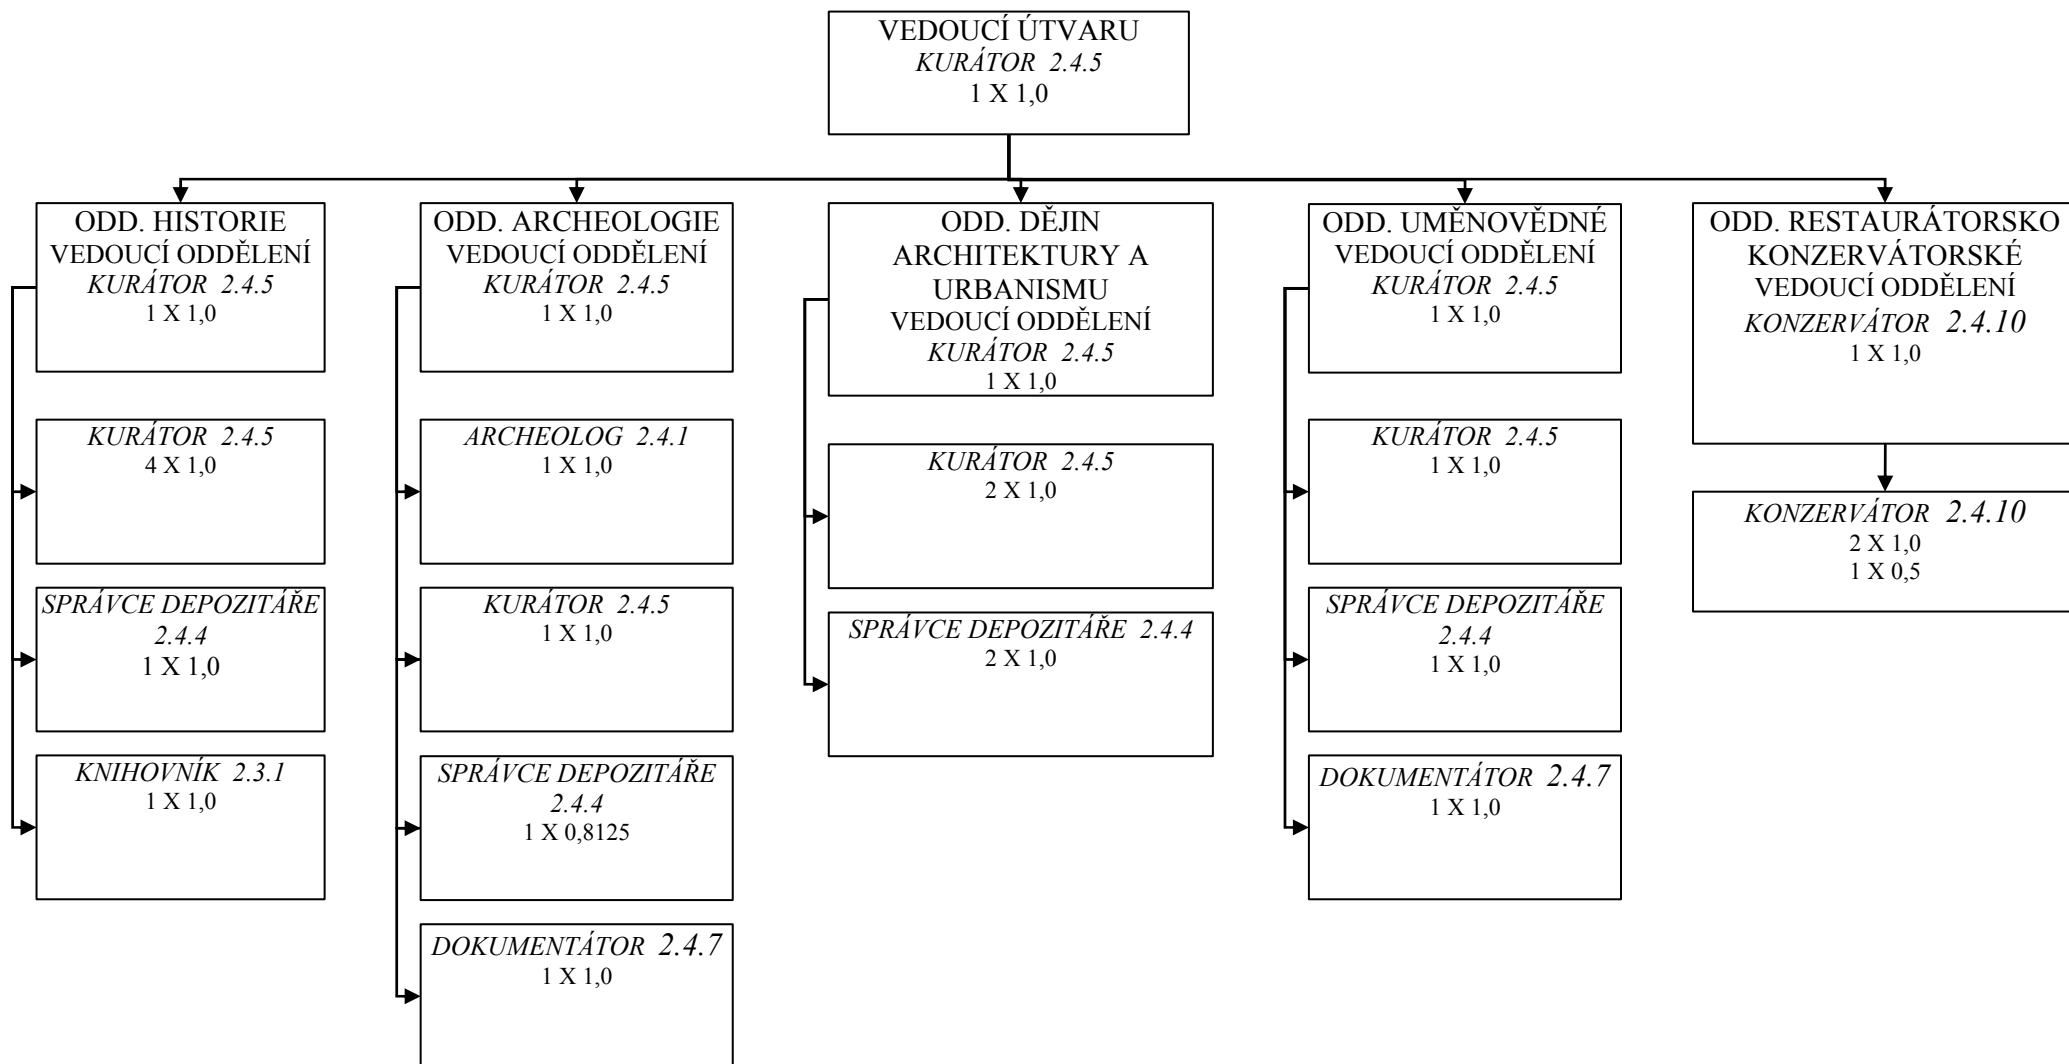 VEDOUCÍ ÚTVARU
KURÁTOR 2.4.5
1 X 1,0
ODD. HISTORIE
VEDOUCÍ ODDĚLENÍ
KURÁTOR 2.4.5
1 X 1,0
KURÁTOR 2.4.5
4 X 1,0
SPRÁVCE DEPOZITÁŘE
2.4.4
1 X 1,0
KNIHOVNÍK 2.3.1
1 X 1,0
ODD. ARCHEOLOGIE
VEDOUCÍ ODDĚLENÍ
KURÁTOR 2.4.5
1 X 1,0
ARCHEOLOG 2.4.1
1 X 1,0
KURÁTOR 2.4.5
1 X 1,0
SPRÁVCE DEPOZITÁŘE
2.4.4
1 X 0,8125
DOKUMENTÁTOR 2.4.7
1 X 1,0
ODD. DĚJIN
ARCHITEKTURY A
URBANISMU
VEDOUCÍ ODDĚLENÍ
KURÁTOR 2.4.5
1 X 1,0
KURÁTOR 2.4.5
2 X 1,0
SPRÁVCE DEPOZITÁŘE 2.4.4
2 X 1,0
ODD. UMĚNOVĚDNÉ
VEDOUCÍ ODDĚLENÍ
KURÁTOR 2.4.5
1 X 1,0
KURÁTOR 2.4.5
1 X 1,0
SPRÁVCE DEPOZITÁŘE
2.4.4
1 X 1,0
DOKUMENTÁTOR 2.4.7
1 X 1,0
ODD. RESTAURÁTORSKO
KONZERVÁTORSKÉ
VEDOUCÍ ODDĚLENÍ
KONZERVÁTOR 2.4.10
1 X 1,0
KONZERVÁTOR 2.4.10
2 X 1,0
1 X 0,5